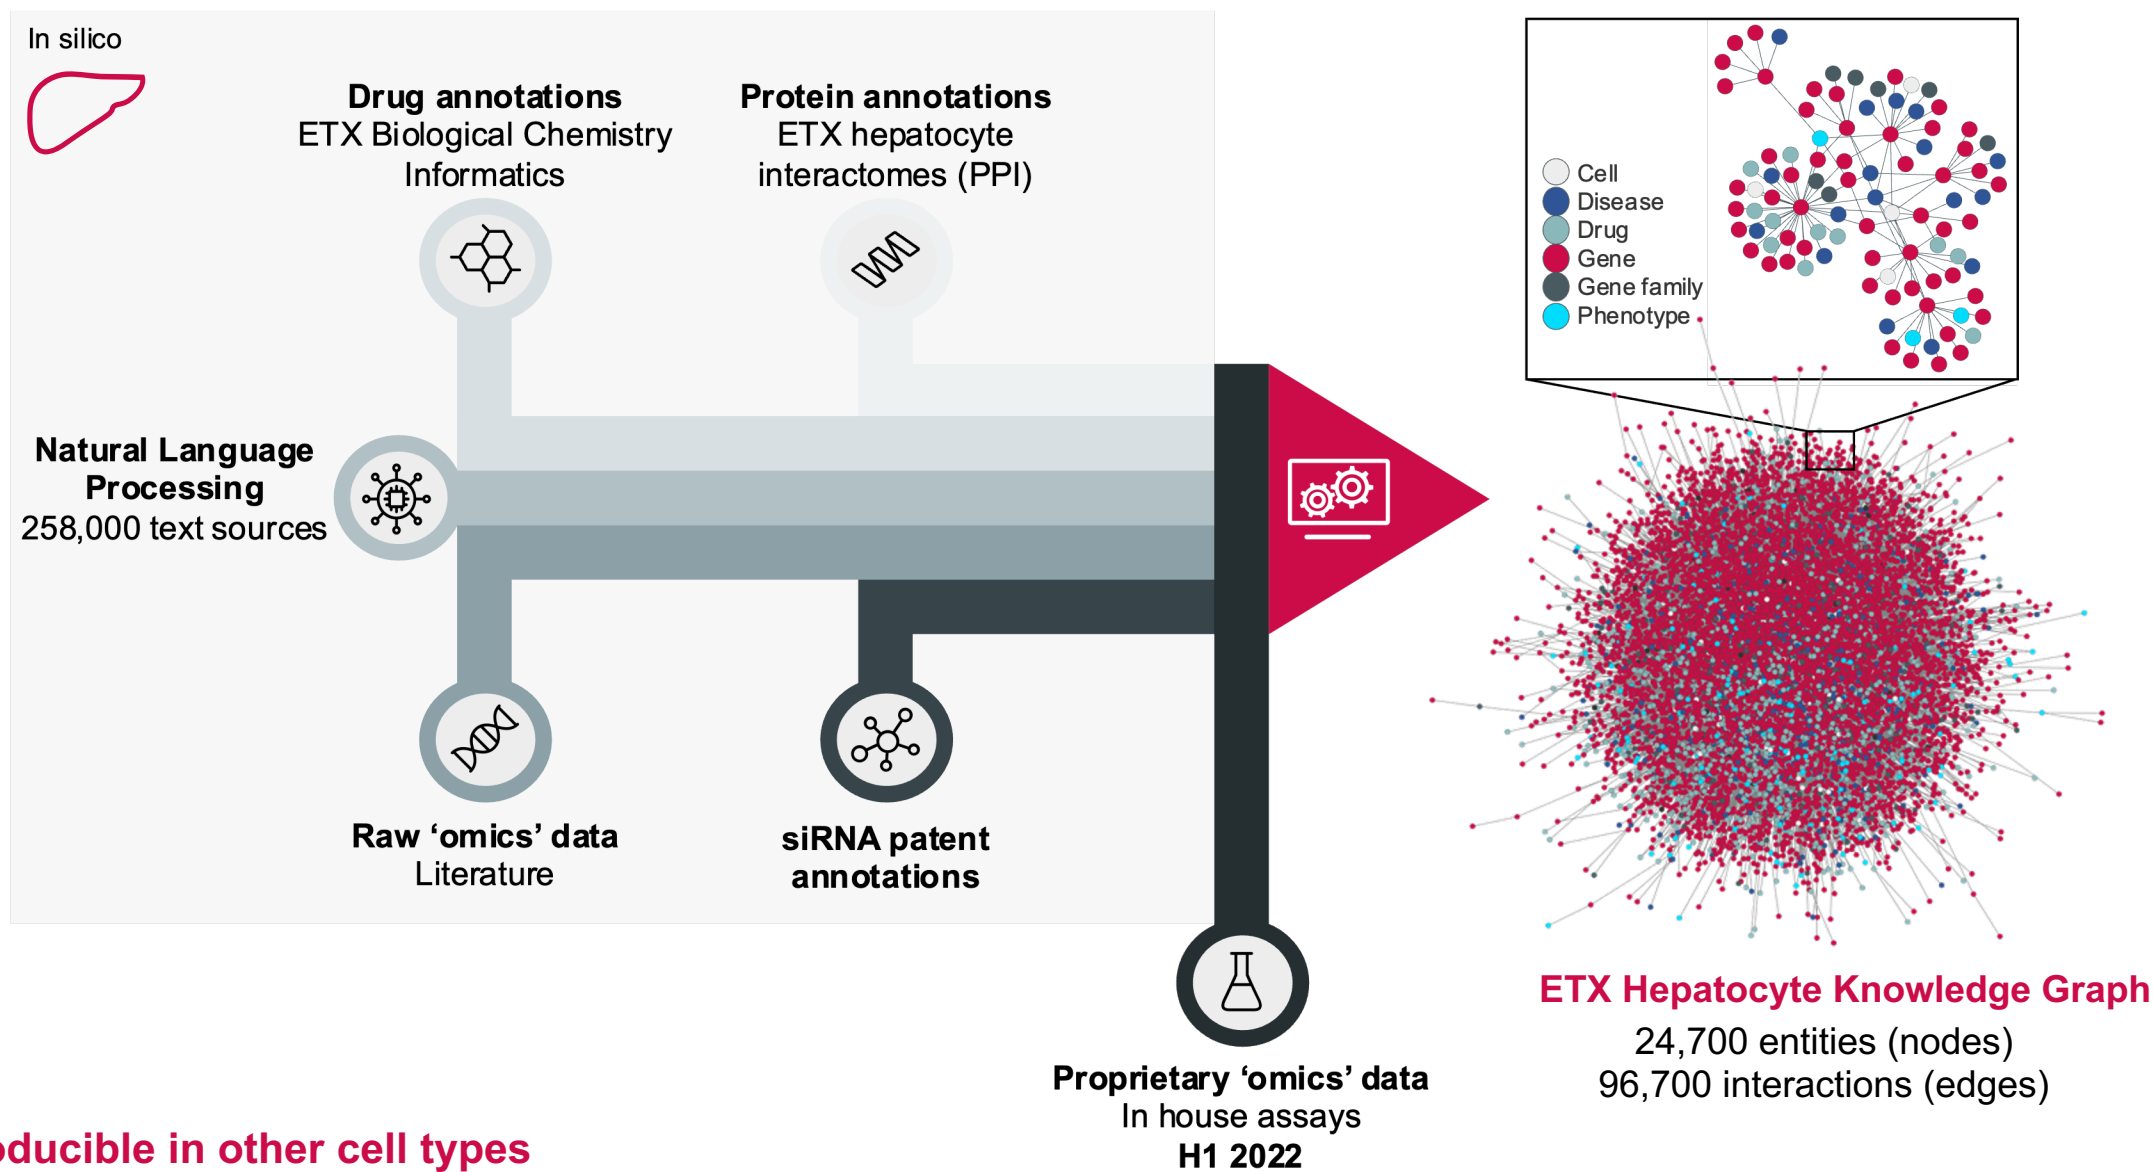 In silico
Drug annotations
ETX Biological Chemistry
Informatics
Protein annotations
ETX hepatocyte
interactomes (PPI)
Natural Language
Processing
258,000 text sources
Raw ‘omics’ data
Literature
siRNA patent
annotations
Proprietary ‘omics’ data
In house assays
H1 2022
Cell
Disease
Drug
Gene
Gene family
Phenotype
ETX Hepatocyte Knowledge Graph
24,700 entities (nodes)
96,700 interactions (edges)
oducible in other cell types